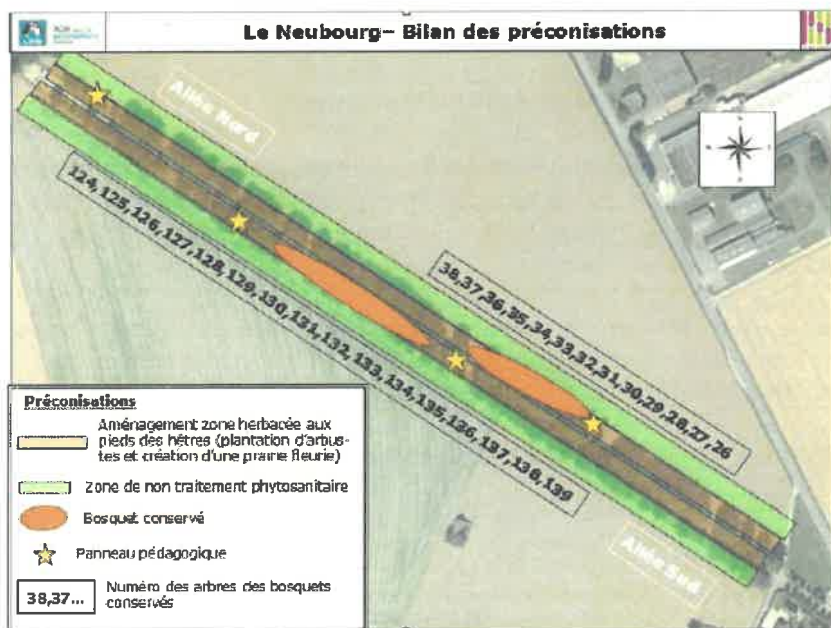 Le Neubourg– Bilan des préconisations
Allée Nord
124,125,126,127,128,129,130,131,132,133,134,135,136,137,138,139
38,37,36,35,34,33,32,31,30,29,28,27,26
Allée Sud
Préconisations
Aménagement zone herbacée aux
pieds des hêtres (plantation d'arbus-
tes et création d'une prairie fleurie)
Zone de non traitement phytosanitaire
Bosquet conservé
Panneau pédagogique
38,37...
Numéro des arbres des bosquets
conservés